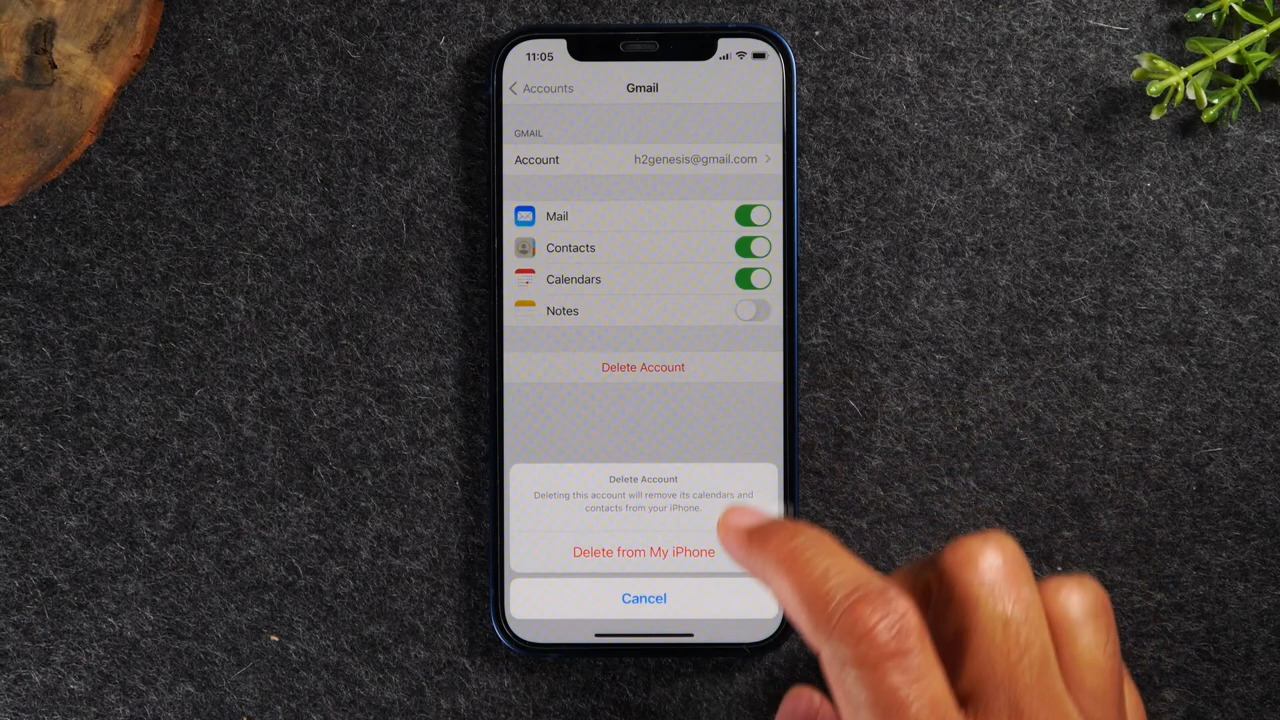 11:05
Accounts
Gmail
GMAIL
Account h2genesis@gmail.com
Mail
Contacts
Calendars
Notes
Delete Account
Delete Account
Deleting this account will remove its calendars and
contacts from your iPhone.
Delete from My iPhone
Cancel